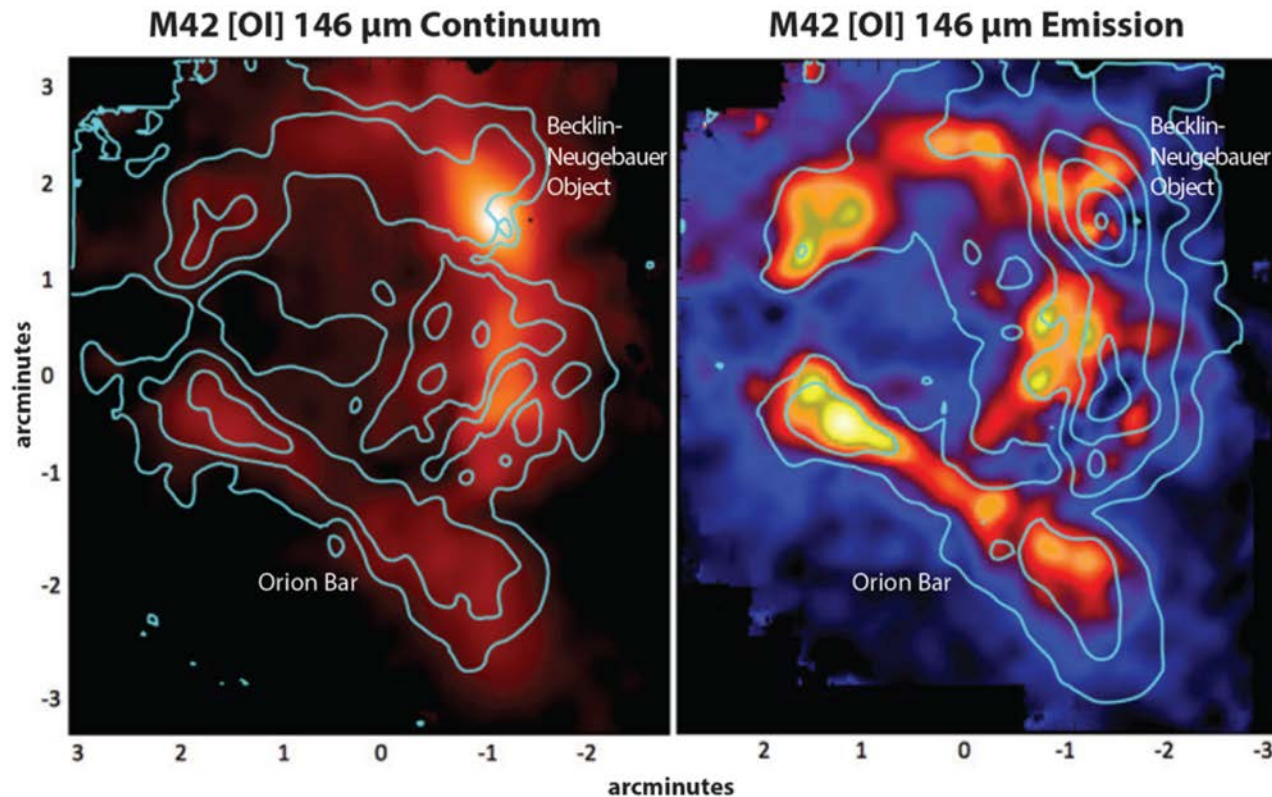 M42 [OI] 146 µm Continuum
M42 [OI] 146 µm Emission
3
2
1
0
-1
-2
-3
arcminutes
Becklin-
Neugebauer
Object
Orion Bar
Becklin-
Neugebauer
Object
Orion Bar
3 2 1 0 -1 -2
2 1 0 -1 -2 -3
arcminutes